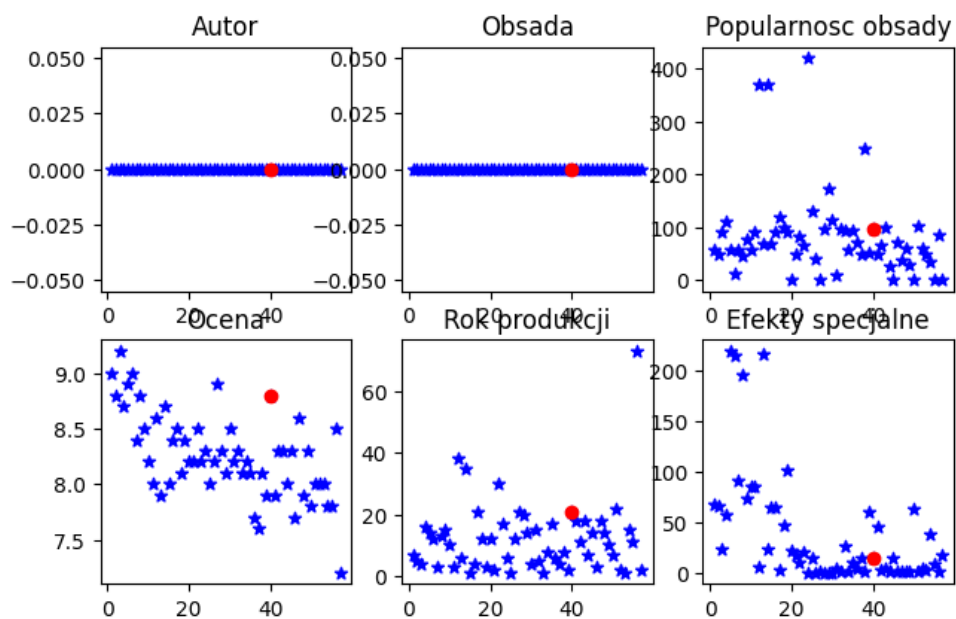 Autor
Obsada
Popularnosc obsady
0.050
0.025
0.000
−0.025
−0.050
0.050
0.025
0.000
−0.025
−0.050
400
300
200
100
0
0 20 40
0 20 40
0 20 40
Ocena
Rok produkcji
Efekty specjalne
9.0
8.5
8.0
7.5
60
40
20
0
200
150
100
50
0
0 20 40
0 20 40
0 20 40